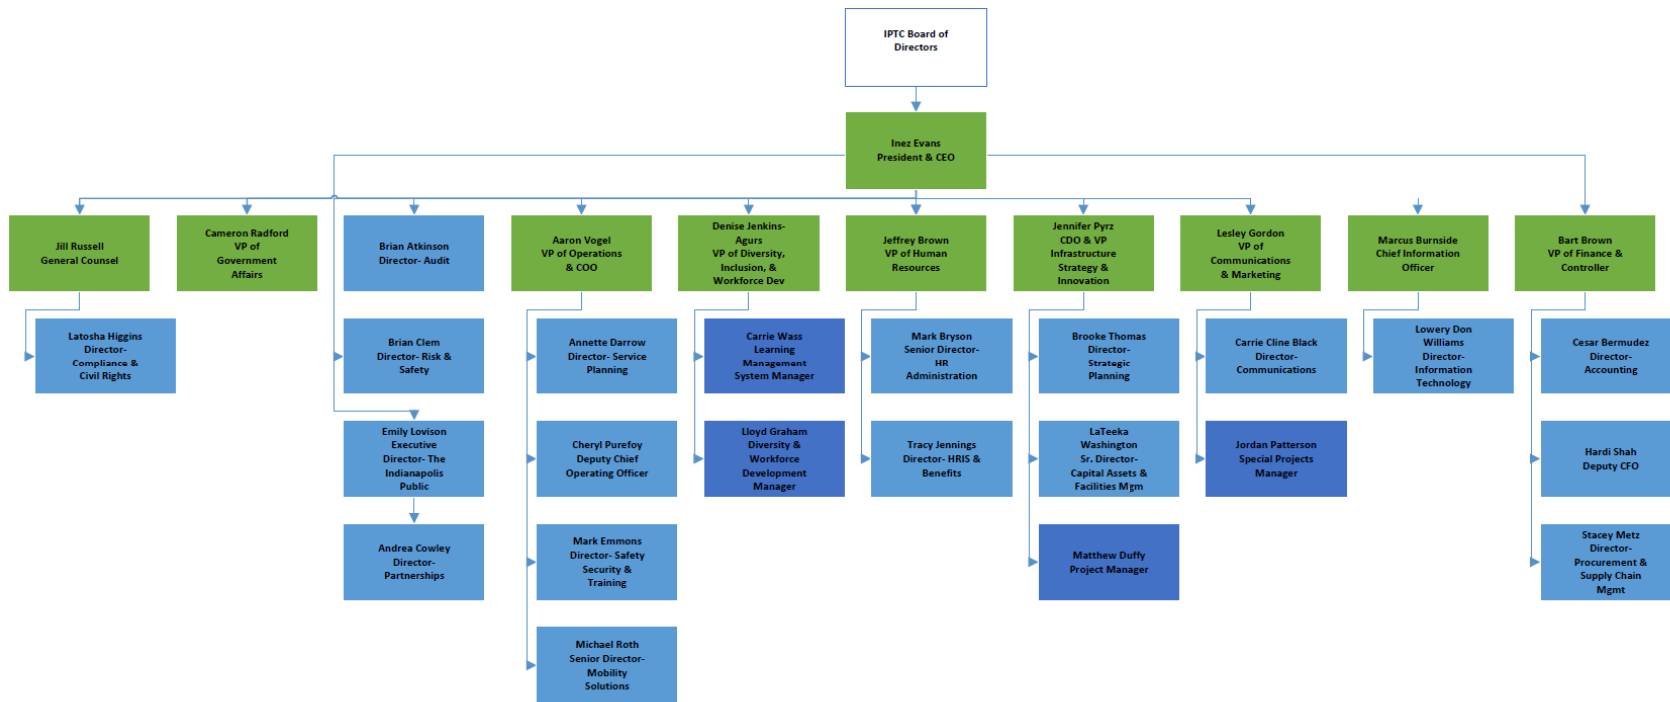 IPTC Board of
Directors
Inez Evans
President & CEO
Jill Russell
General Counsel
Cameron Radford
VP of
Government
Affairs
Brian Atkinson
Director- Audit
Aaron Vogel
VP of Operations
& COO
Denise Jenkins-
Agurs
VP of Diversity,
Inclusion, &
Workforce Dev
Jeffrey Brown
VP of Human
Resources
Jennifer Pyrz
CDO & VP
Infrastructure
Strategy &
Innovation
Lesley Gordon
VP of
Communications
& Marketing
Marcus Burnside
Chief Information
Officer
Bart Brown
VP of Finance &
Controller
Latosha Higgins
Director-
Compliance &
Civil Rights
Brian Clem
Director- Risk &
Safety
Annette Darrow
Director- Service
Planning
Carrie Wass
Learning
Management
System Manager
Mark Bryson
Senior Director-
HR
Administration
Brooke Thomas
Director-
Strategic
Planning
Carrie Cline Black
Director-
Communications
Lowery Don
Williams
Director-
Information
Technology
Cesar Bermudez
Director-
Accounting
Emily Lovison
Executive
Director- The
Indianapolis
Public
Cheryl Purefoy
Deputy Chief
Operating Officer
Lloyd Graham
Diversity &
Workforce
Development
Manager
Tracy Jennings
Director- HRIS &
Benefits
LaTeeka
Washington
Sr. Director-
Capital Assets &
Facilities Mgm
Jordan Patterson
Special Projects
Manager
Hardi Shah
Deputy CFO
Andrea Cowley
Director-
Partnerships
Mark Emmons
Director- Safety
Security &
Training
Matthew Duffy
Project Manager
Stacey Metz
Director-
Procurement &
Supply Chain
Mgmt
Michael Roth
Senior Director-
Mobility
Solutions